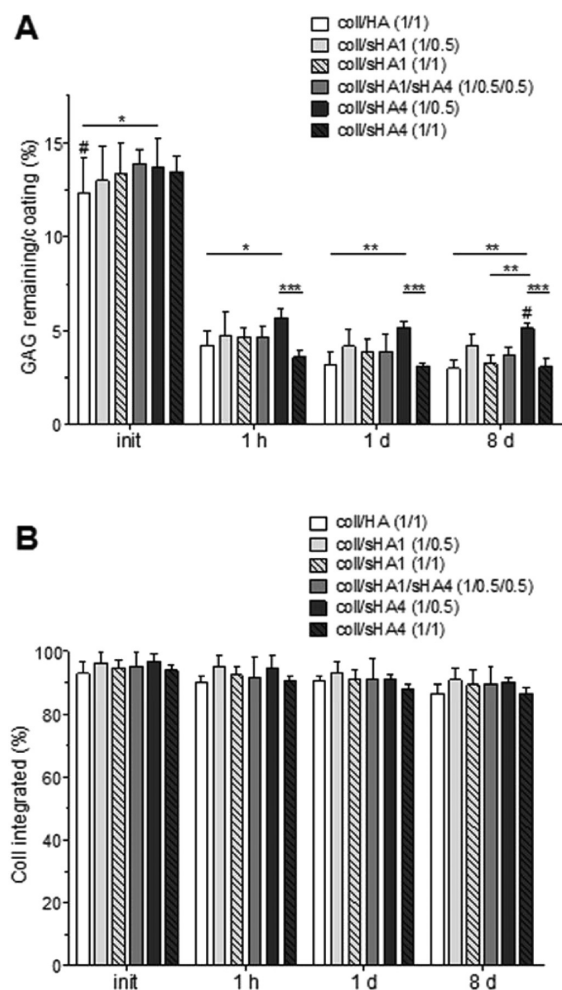 A
coll/HA (1/1)
coll/sHA1 (1/0.5)
coll/sHA1 (1/1)
coll/sHA1/sHA4 (1/0.5/0.5)
coll/sHA4 (1/0.5)
coll/sHA4 (1/1)
GAG remaining/coating (%)
15
10
5
0
*
#
*
***
**
***
**
**
***
#
init 1 h 1 d 8 d
B
coll/HA (1/1)
coll/sHA1 (1/0.5)
coll/sHA1 (1/1)
coll/sHA1/sHA4 (1/0.5/0.5)
coll/sHA4 (1/0.5)
coll/sHA4 (1/1)
Coll integrated (%)
100
80
60
40
20
0
init 1 h 1 d 8 d